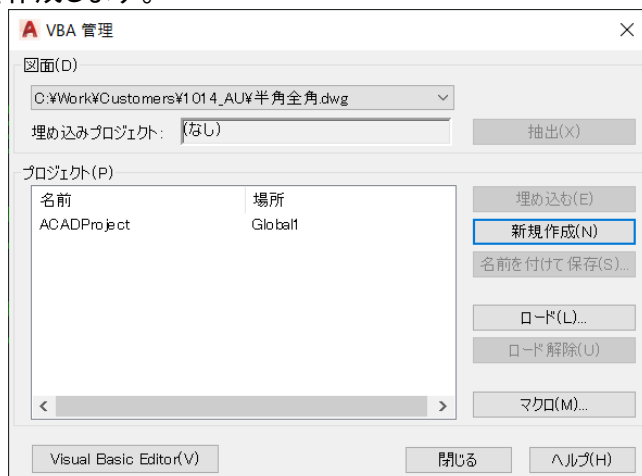 作成します。
VBA 管理
図面(D)
C:¥Work¥Customers¥1014_AU¥半角全角.dwg
埋め込みプロジェクト: (なし) 抽出(X)
プロジェクト(P)
名前 場所 埋め込む(E)
ACADProject Global1 新規作成(N)
名前を付けて保存(S)...
ロード(L)...
ロード解除(U)
マクロ(M)...
Visual Basic Editor(V) 閉じる ヘルプ(H)